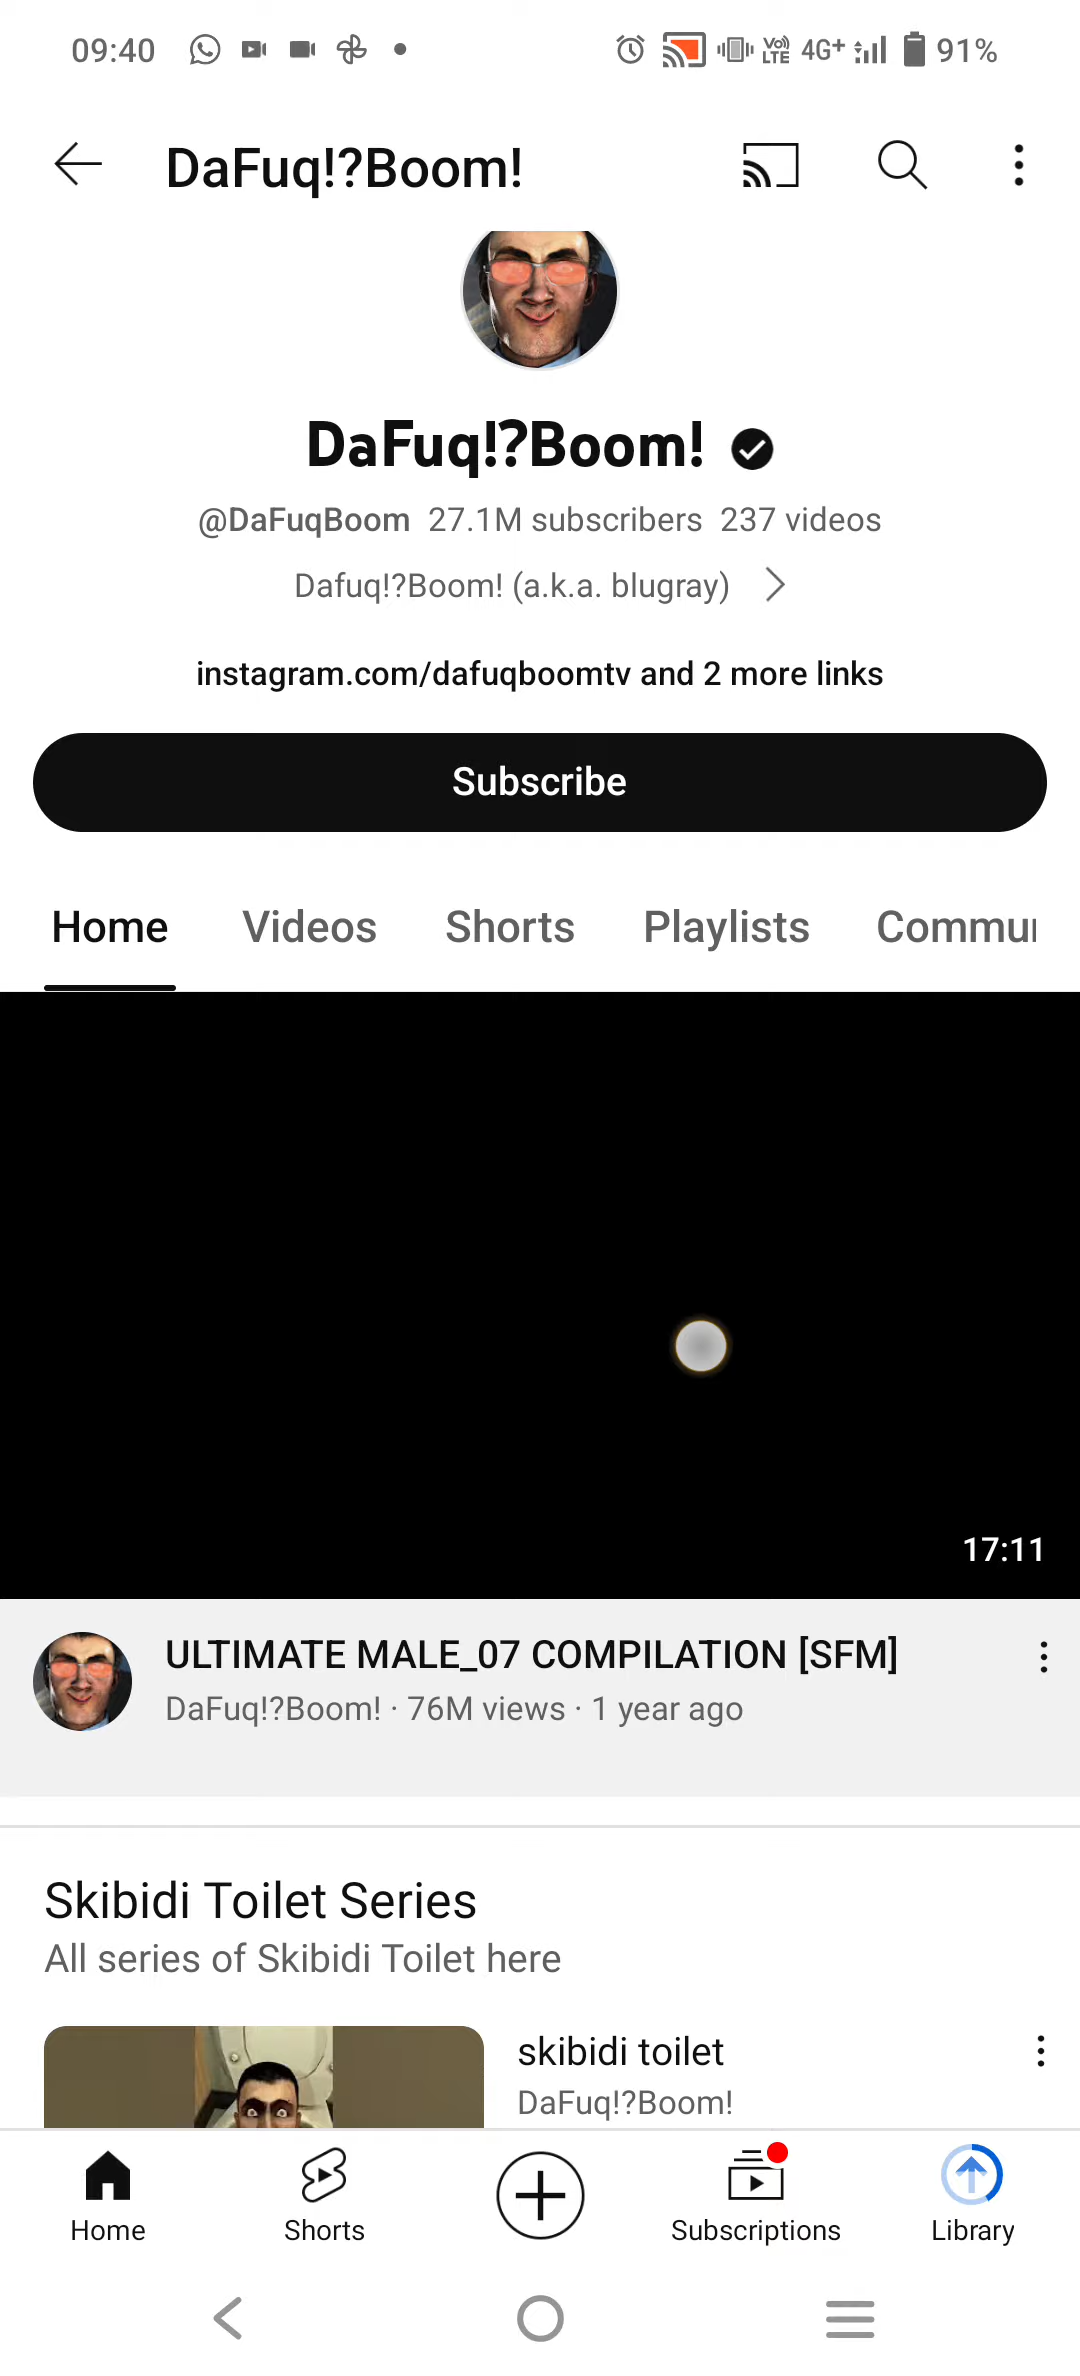 09:40 4G+ 91%
DaFuq!?Boom!
DaFuq!?Boom!
@DaFuqBoom 27.1M subscribers 237 videos
Dafuq!?Boom! (a.k.a. blugray)
instagram.com/dafuqboomtv and 2 more links
Subscribe
Home Videos Shorts Playlists Commu
17:11
ULTIMATE MALE_07 COMPILATION [SFM]
DaFuq!?Boom! · 76M views · 1 year ago
Skibidi Toilet Series
All series of Skibidi Toilet here
skibidi toilet
DaFuq!?Boom!
Home Shorts Subscriptions Library